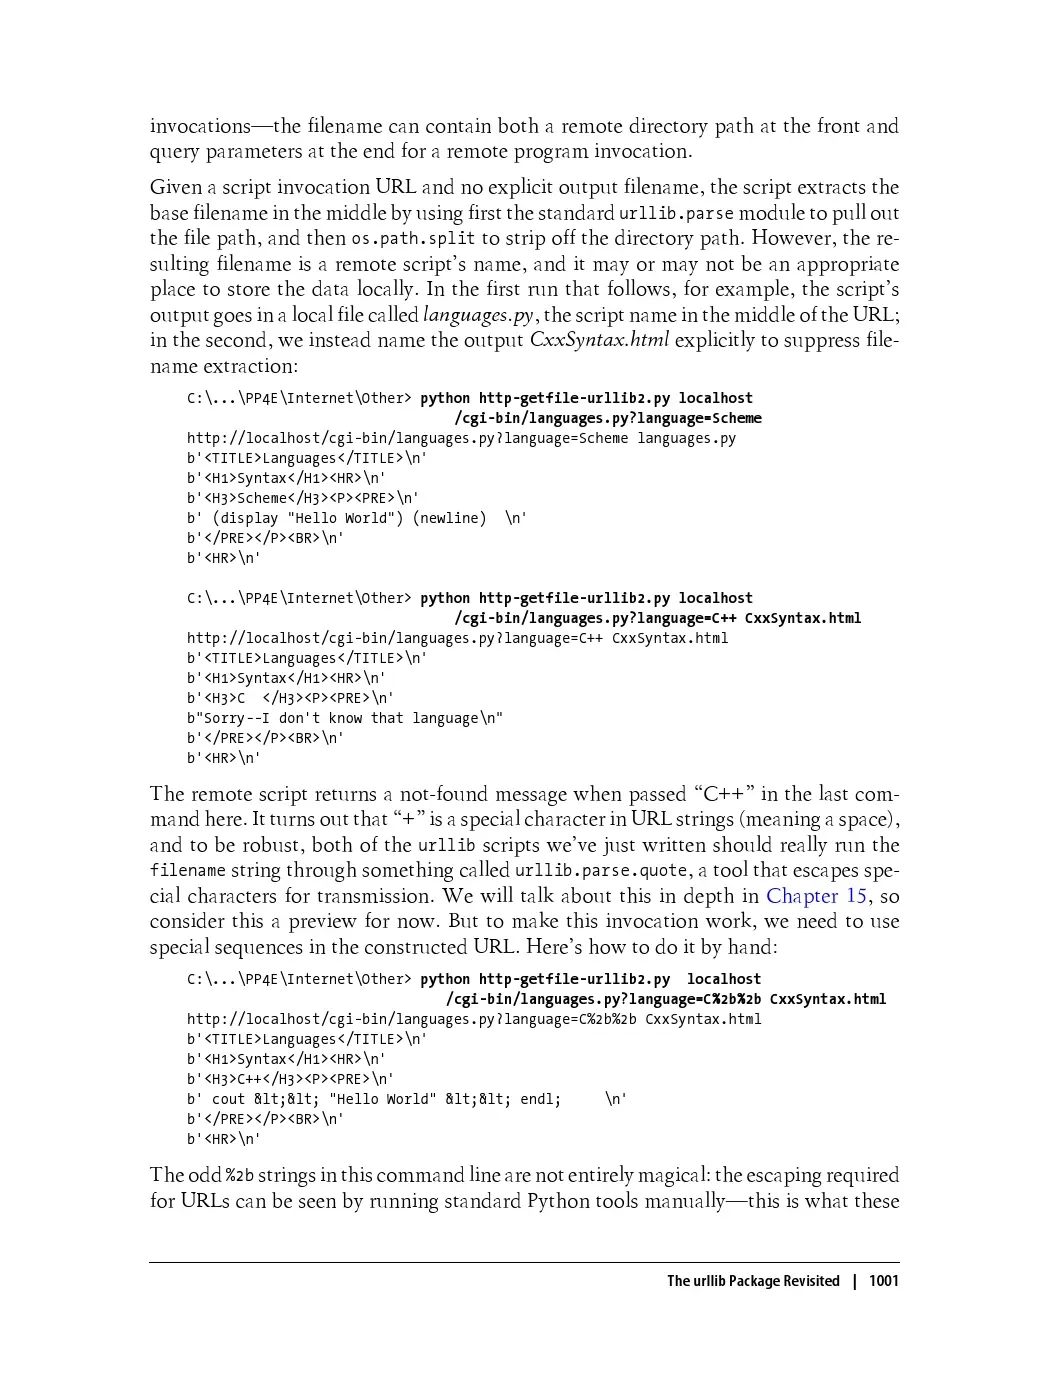 invocations—the filename can contain both a remote directory path at the front and
query parameters at the end for a remote program invocation.
Given a script invocation URL and no explicit output filename, the script extracts the
base filename in the middle by using first the standard urllib.parse module to pull out
the file path, and then os.path.split to strip off the directory path. However, the re-
sulting filename is a remote script's name, and it may or may not be an appropriate
place to store the data locally. In the first run that follows, for example, the script's
output goes in a local file called languages.py, the script name in the middle of the URL;
in the second, we instead name the output CxxSyntax.html explicitly to suppress file-
name extraction:
C:\...\PP4E\Internet\Other> python http-getfile-urllib2.py localhost
/cgi-bin/languages.py?language=Scheme
http://localhost/cgi-bin/languages.py?language=Scheme languages.py
b'<TITLE>Languages</TITLE>\n'
b'<H1>Syntax</H1><HR>\n'
b'<H3>Scheme</H3><P><PRE>\n'
b' (display "Hello World") (newline)  \n'
b'</PRE></P><BR>\n'
b'<HR>\n'
C:\...\PP4E\Internet\Other> python http-getfile-urllib2.py localhost
/cgi-bin/languages.py?language=C++ CxxSyntax.html
http://localhost/cgi-bin/languages.py?language=C++ CxxSyntax.html
b'<TITLE>Languages</TITLE>\n'
b'<H1>Syntax</H1><HR>\n'
b'<H3>C  </H3><P><PRE>\n'
b"Sorry--I don't know that language\n"
b'</PRE></P><BR>\n'
b'<HR>\n'
The remote script returns a not-found message when passed “C++” in the last com-
mand here. It turns out that “+” is a special character in URL strings (meaning a space),
and to be robust, both of the urllib scripts we've just written should really run the
filename string through something called urllib.parse.quote, a tool that escapes spe-
cial characters for transmission. We will talk about this in depth in Chapter 15, so
consider this a preview for now. But to make this invocation work, we need to use
special sequences in the constructed URL. Here's how to do it by hand:
C:\...\PP4E\Internet\Other> python http-getfile-urllib2.py  localhost
/cgi-bin/languages.py?language=C%2b%2b CxxSyntax.html
http://localhost/cgi-bin/languages.py?language=C%2b%2b CxxSyntax.html
b'<TITLE>Languages</TITLE>\n'
b'<H1>Syntax</H1><HR>\n'
b'<H3>C++</H3><P><PRE>\n'
b' cout &lt;&lt; "Hello World" &lt;&lt; endl;     \n'
b'</PRE></P><BR>\n'
b'<HR>\n'
The odd %2b strings in this command line are not entirely magical: the escaping required
for URLs can be seen by running standard Python tools manually—this is what these
The urllib Package Revisited | 1001